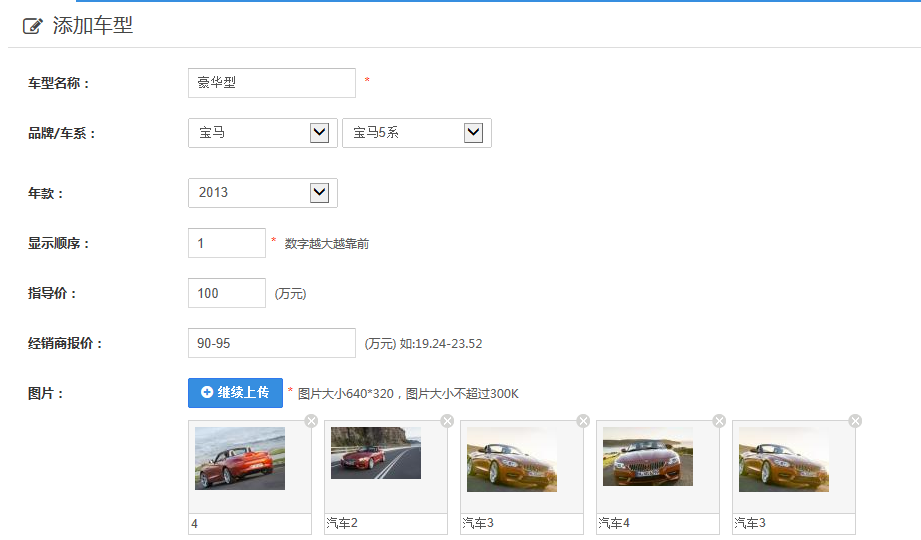 添加车型
车型名称： 豪华型 *
品牌/车系： 宝马 宝马5系
年款： 2013
显示顺序： 1 * 数字越大越靠前
指导价： 100 (万元)
经销商报价： 90-95 (万元) 如:19.24-23.52
图片： 继续上传 * 图片大小640*320，图片大小不超过300K
4 汽车2 汽车3 汽车4 汽车3